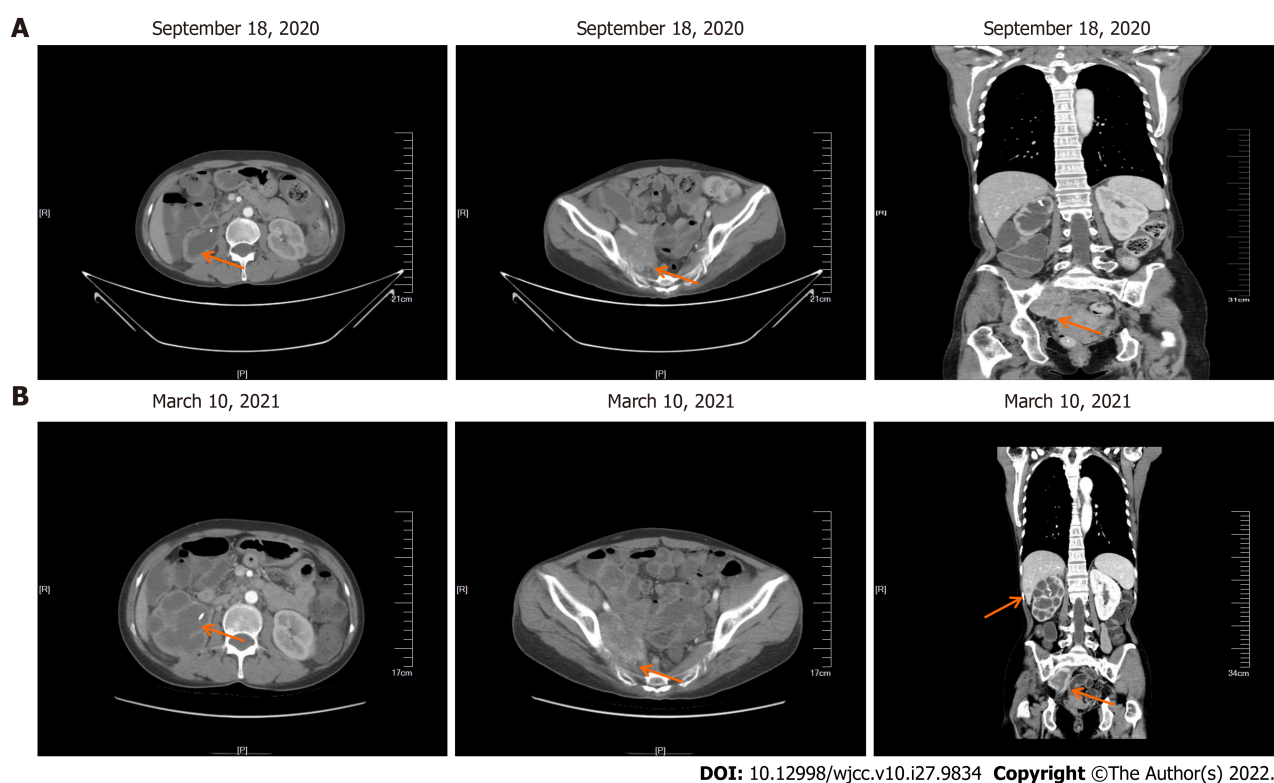 A
September 18, 2020
September 18, 2020
September 18, 2020
[R]
21cm
[P]
[R]
21cm
[P]
[R]
31cm
B
March 10, 2021
March 10, 2021
March 10, 2021
[R]
17cm
[P]
[R]
17cm
[P]
[R]
34cm
DOI: 10.12998/wjcc.v10.i27.9834 Copyright ©The Author(s) 2022.